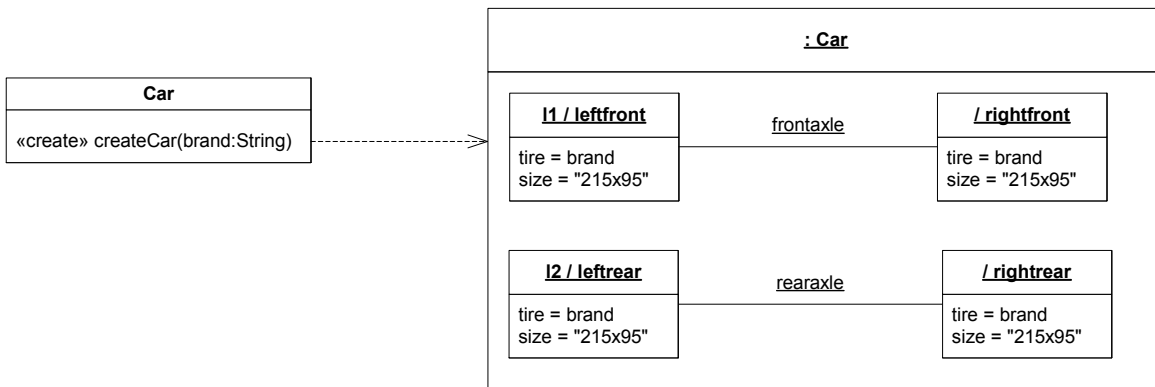 : Car
Car
«create» createCar(brand:String)
l1 / leftfront
tire = brand
size = "215x95"
frontaxle
/ rightfront
tire = brand
size = "215x95"
l2 / leftrear
tire = brand
size = "215x95"
rearaxle
/ rightrear
tire = brand
size = "215x95"